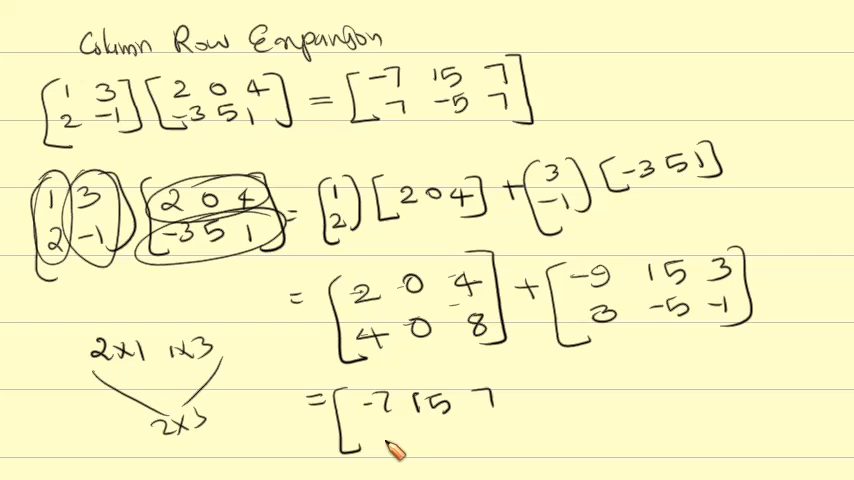 Column Row Expansion
[1 3 2 -1] [2 0 4 -3 5 1] = [-7 15 7 7 -5 7]
[1 3 2 -1] [2 0 4 -3 5 1] = (1 2) [2 0 4] + (3 -1) [-3 5 1]
= [2 0 4 4 0 8] + [-9 15 3 3 -5 -1]
2x1 1x3
2x3
= [-7 15 7